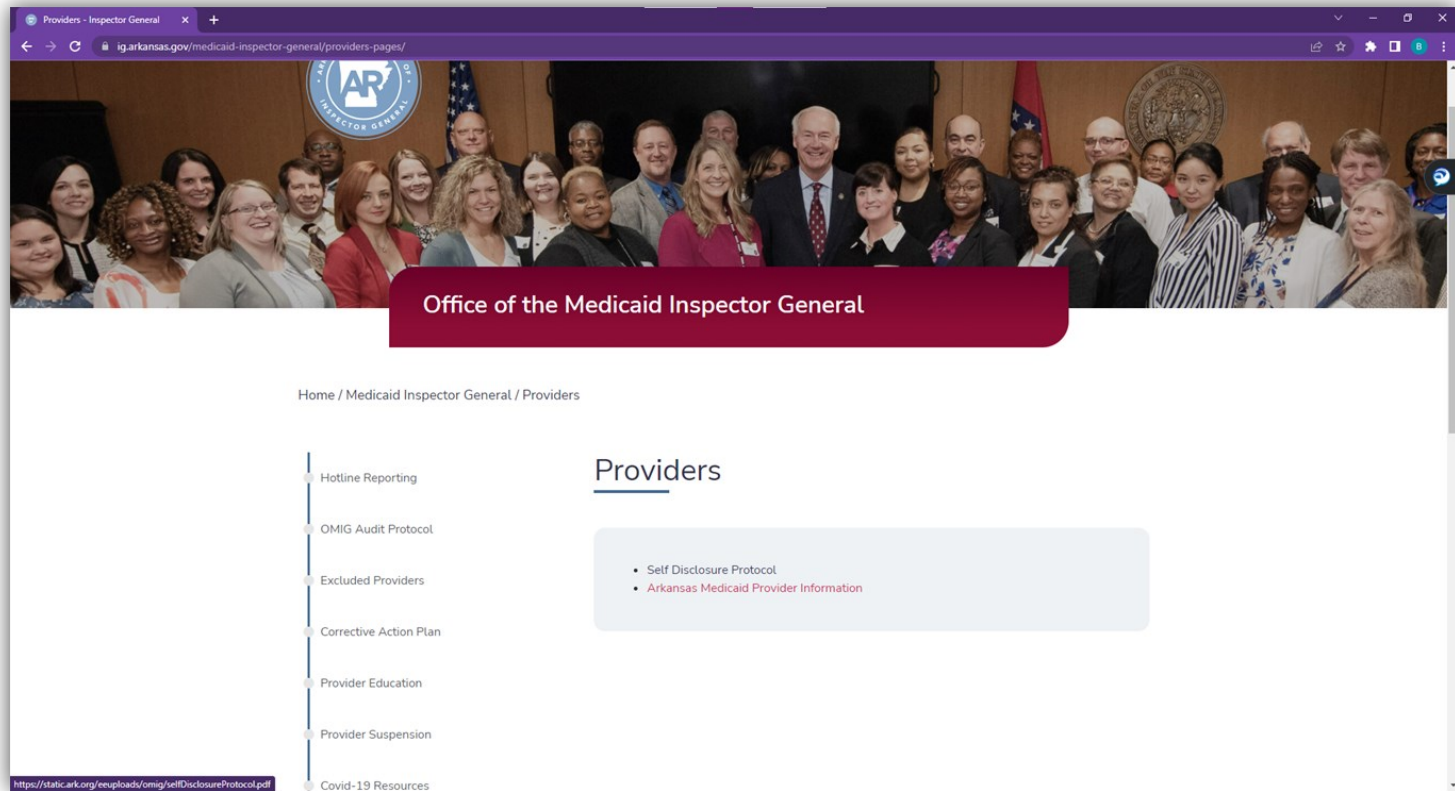 Providers - Inspector General
ig.arkansas.gov/medicaid-inspector-general/providers-pages/
B
AR
INSPECTOR GENERAL
Office of the Medicaid Inspector General
Home / Medicaid Inspector General / Providers
Hotline Reporting
OMIG Audit Protocol
Excluded Providers
Corrective Action Plan
Provider Education
Provider Suspension
Covid-19 Resources
Providers
Self Disclosure Protocol
Arkansas Medicaid Provider Information
https://static.ark.org/eeuploads/omig/selfDisclosureProtocol.pdf